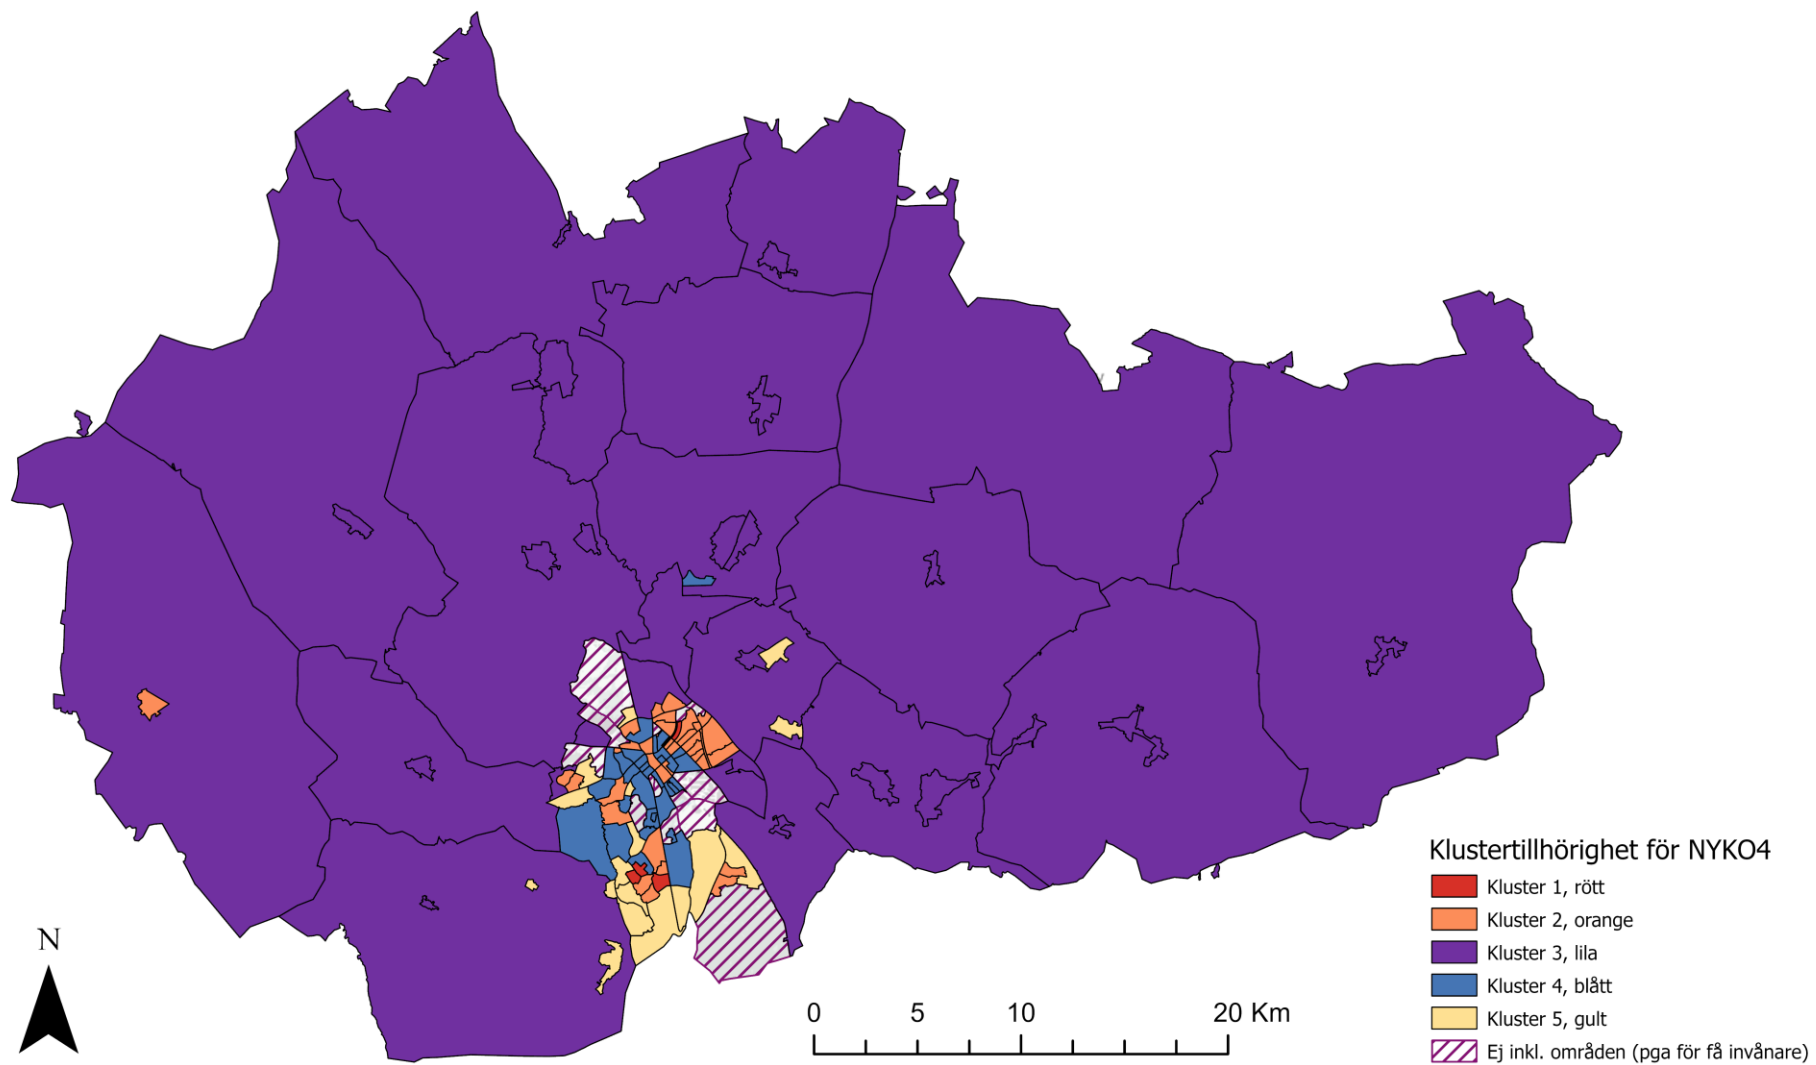 N
0 5 10 20 Km
Klustertillhörighet för NYKO4
Kluster 1, rött
Kluster 2, orange
Kluster 3, lila
Kluster 4, blått
Kluster 5, gult
Ej inkl. områden (pga för få invånare)